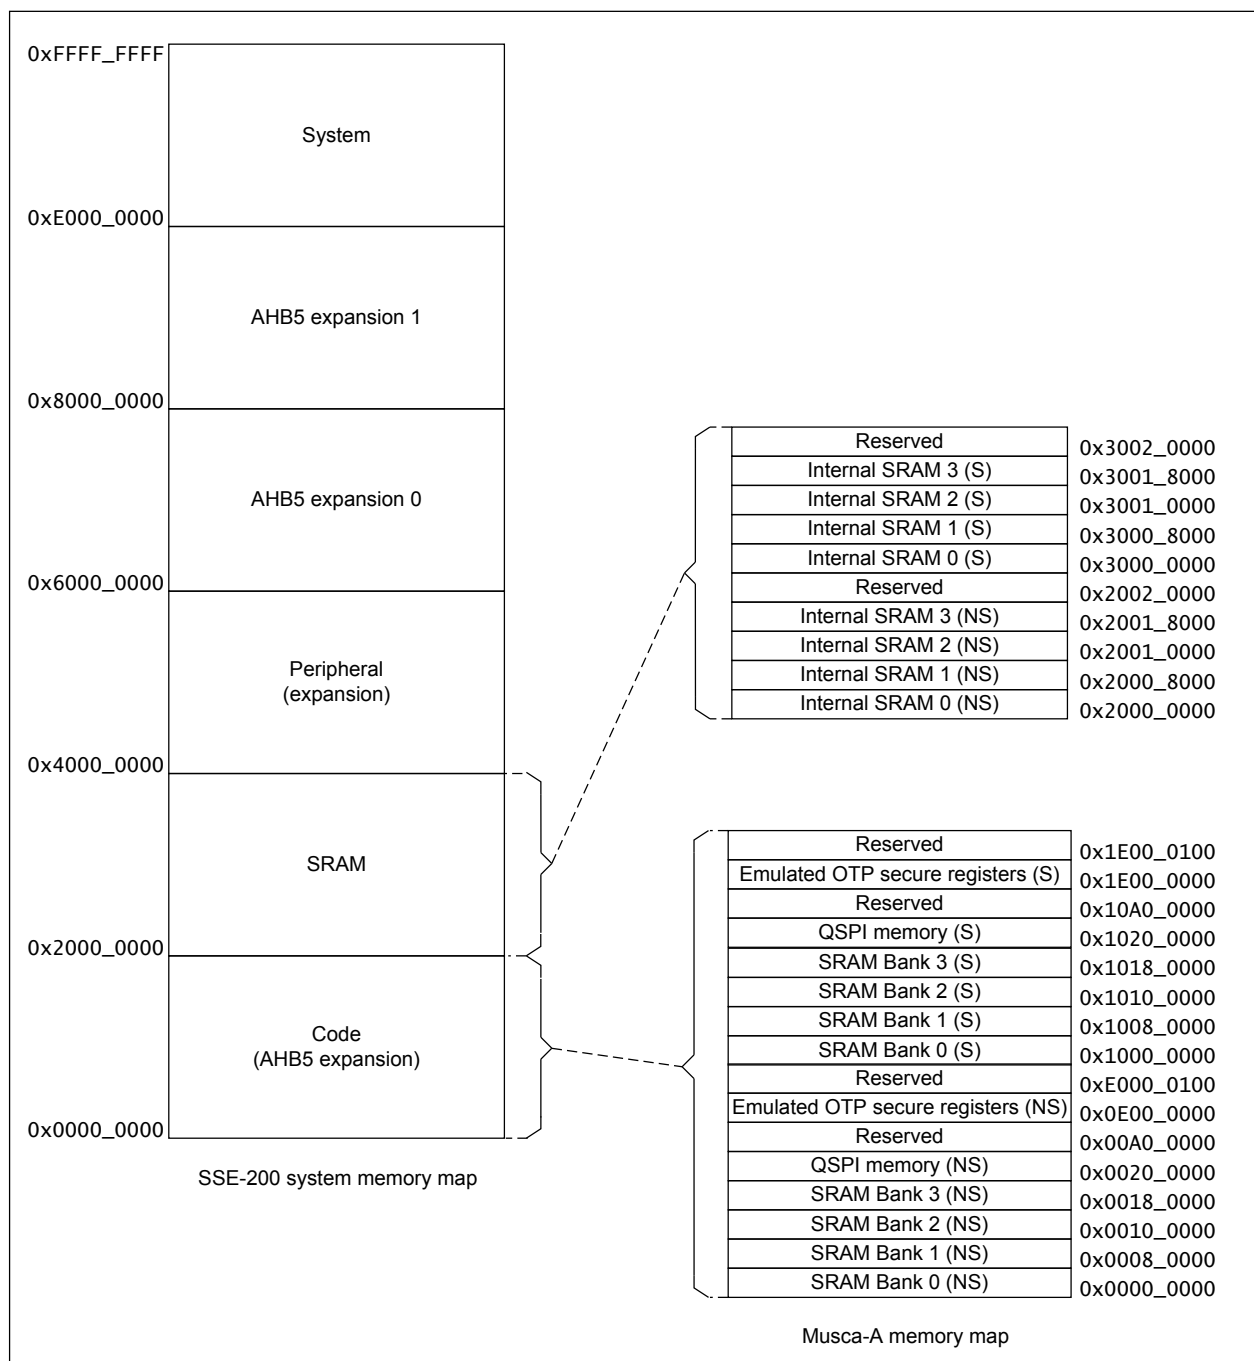 0xFFFF_FFFF
System
0xE000_0000
AHB5 expansion 1
0x8000_0000
AHB5 expansion 0
0x6000_0000
Peripheral
(expansion)
0x4000_0000
SRAM
0x2000_0000
Code
(AHB5 expansion)
0x0000_0000
SSE-200 system memory map
Reserved 0x3002_0000
Internal SRAM 3 (S) 0x3001_8000
Internal SRAM 2 (S) 0x3001_0000
Internal SRAM 1 (S) 0x3000_8000
Internal SRAM 0 (S) 0x3000_0000
Reserved 0x2002_0000
Internal SRAM 3 (NS) 0x2001_8000
Internal SRAM 2 (NS) 0x2001_0000
Internal SRAM 1 (NS) 0x2000_8000
Internal SRAM 0 (NS) 0x2000_0000
Reserved 0x1E00_0100
Emulated OTP secure registers (S) 0x1E00_0000
Reserved 0x10A0_0000
QSPI memory (S) 0x1020_0000
SRAM Bank 3 (S) 0x1018_0000
SRAM Bank 2 (S) 0x1010_0000
SRAM Bank 1 (S) 0x1008_0000
SRAM Bank 0 (S) 0x1000_0000
Reserved 0xE000_0100
Emulated OTP secure registers (NS) 0x0E00_0000
Reserved 0x00A0_0000
QSPI memory (NS) 0x0020_0000
SRAM Bank 3 (NS) 0x0018_0000
SRAM Bank 2 (NS) 0x0010_0000
SRAM Bank 1 (NS) 0x0008_0000
SRAM Bank 0 (NS) 0x0000_0000
Musca-A memory map